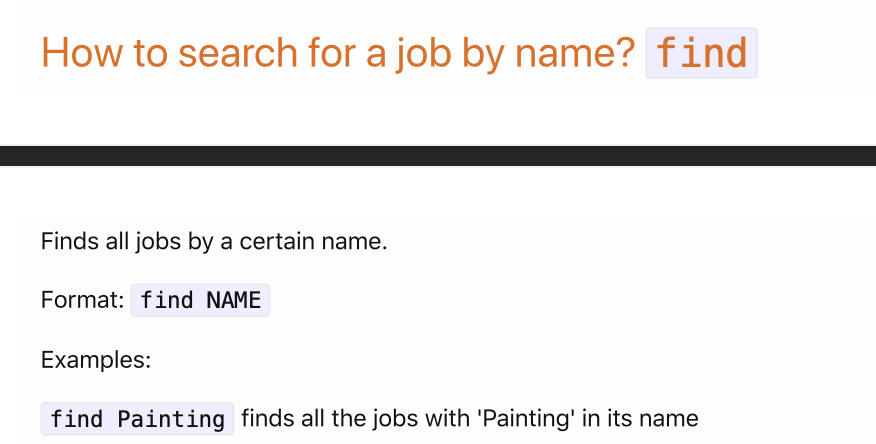 How to search for a job by name? find
Finds all jobs by a certain name.
Format: find NAME
Examples:
find Painting finds all the jobs with 'Painting' in its name